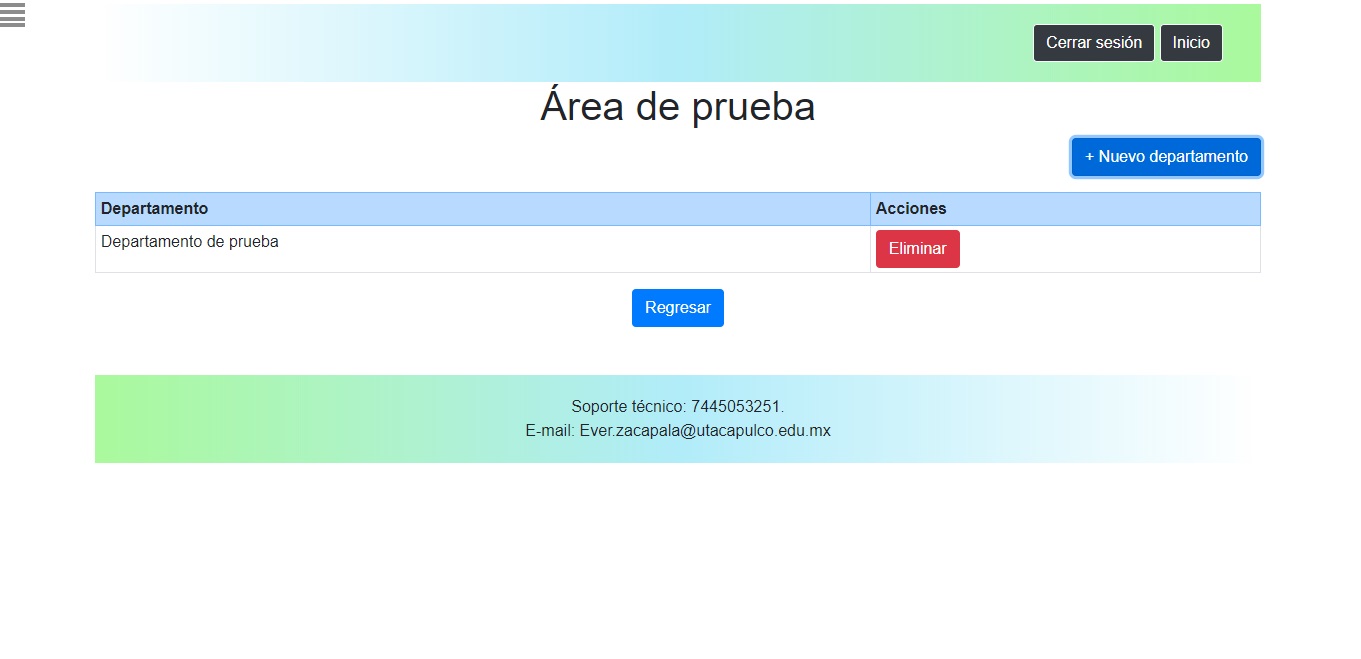 Cerrar sesión Inicio
Área de prueba
+ Nuevo departamento
Departamento Acciones
Departamento de prueba Eliminar
Regresar
Soporte técnico: 7445053251.
E-mail: Ever.zacapala@utacapulco.edu.mx